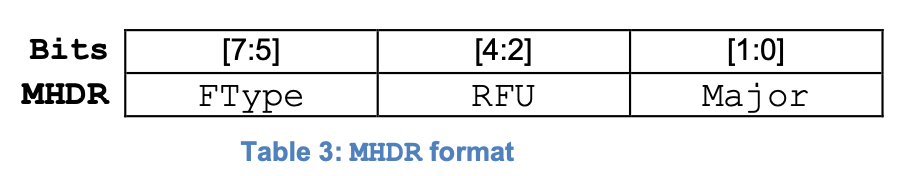 Bits [7:5] [4:2] [1:0]
MHDR FType RFU Major
Table 3: MHDR format